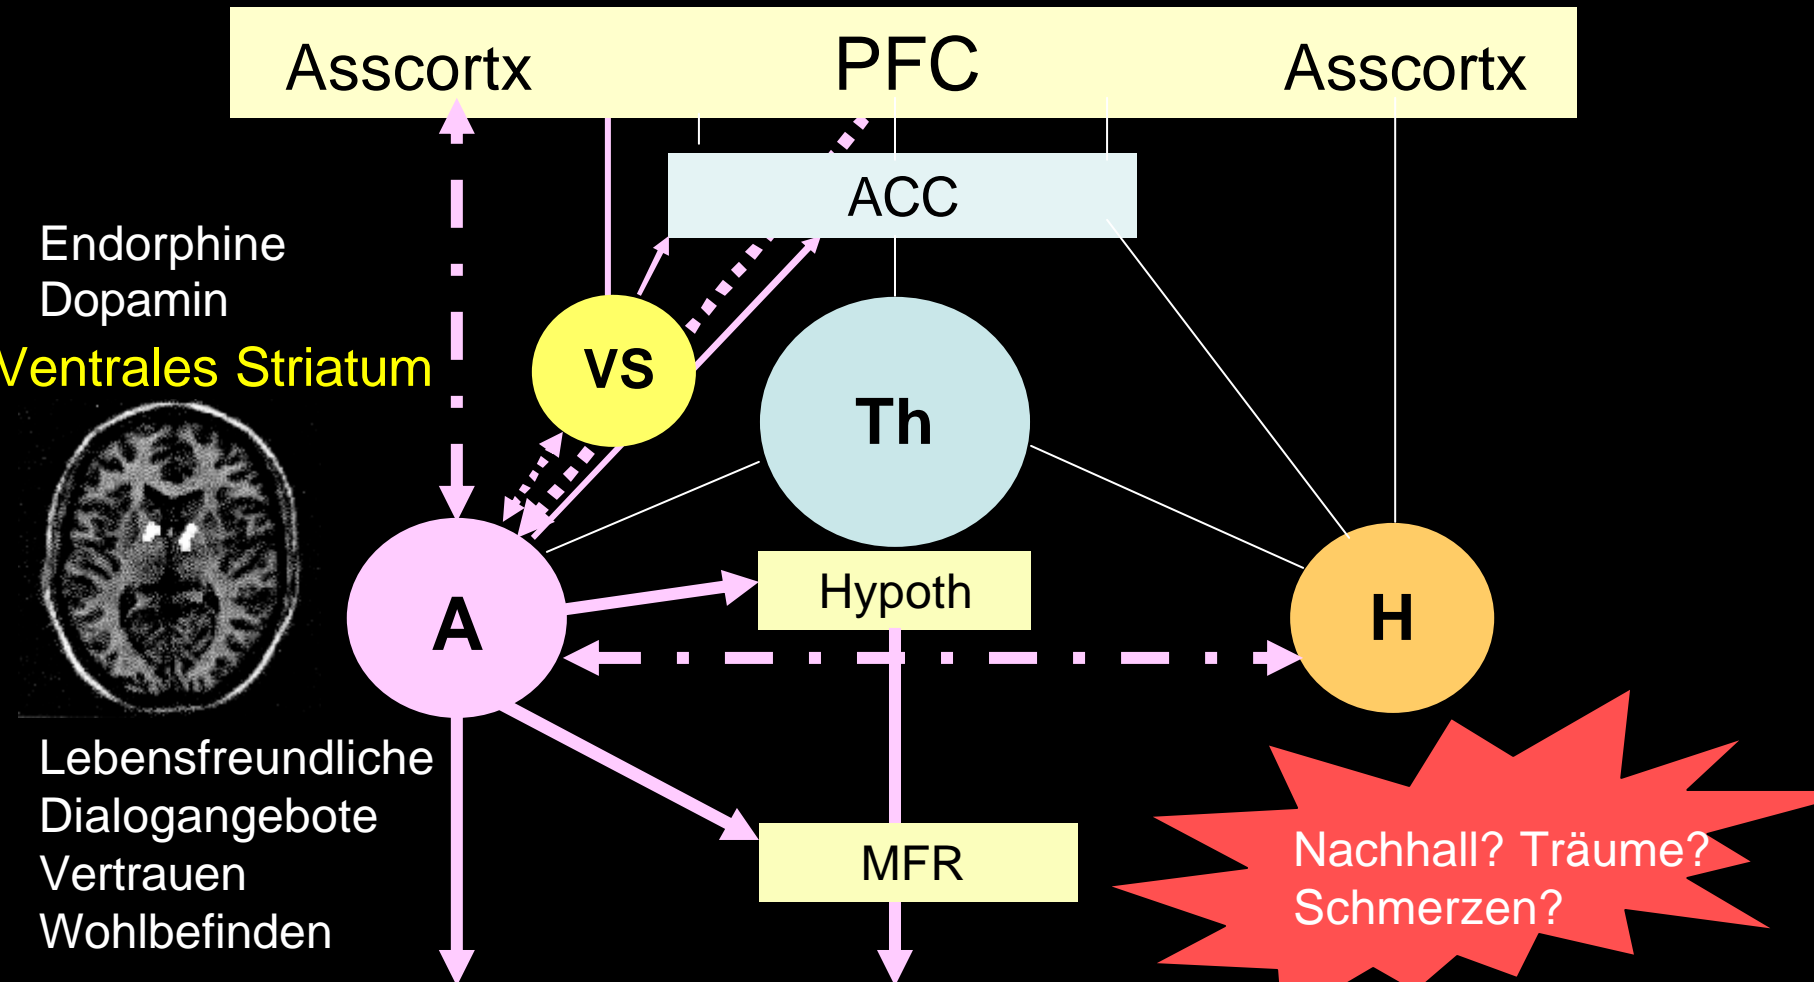 Asscortx PFC Asscortx
ACC
Endorphine
Dopamin
Ventrales Striatum
VS
Th
Hypoth
A
H
Lebensfreundliche
Dialogangebote
Vertrauen
Wohlbefinden
MFR
Nachhall? Träume?
Schmerzen?